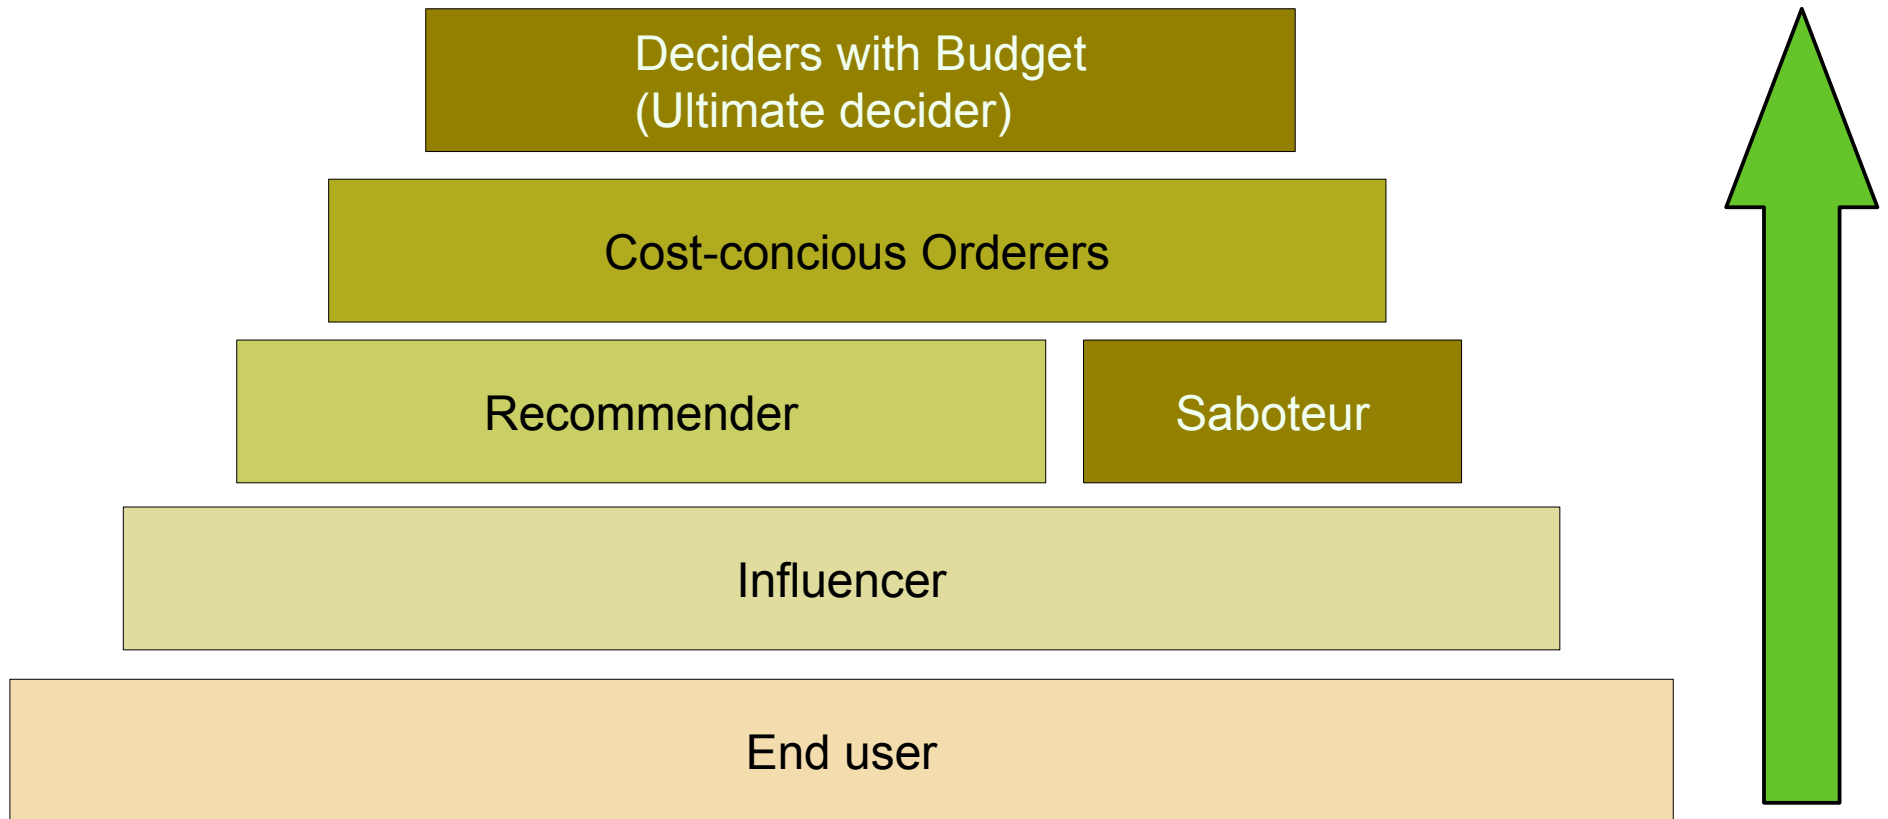 Deciders with Budget
(Ultimate decider)
Cost-concious Orderers
Recommender
Saboteur
Influencer
End user